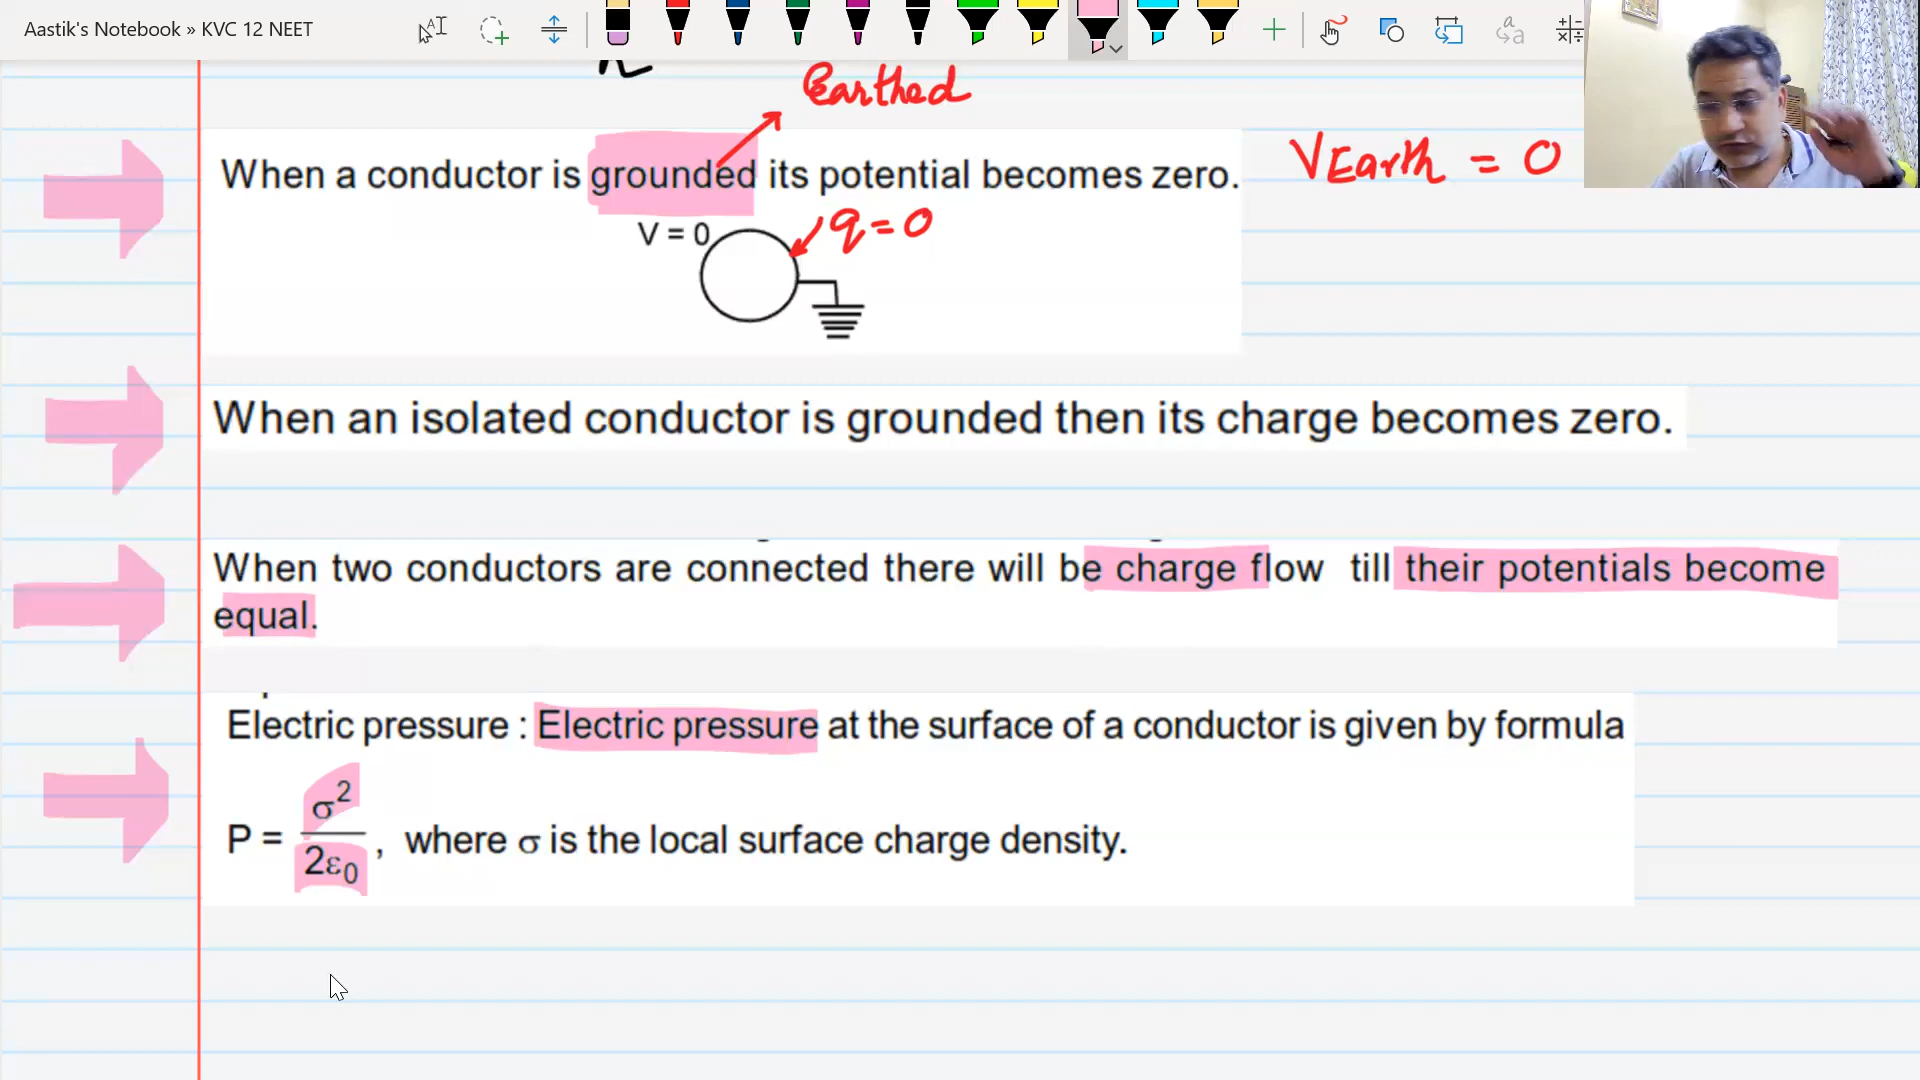 Aastik's Notebook » KVC 12 NEET
Earthed
When a conductor is grounded its potential becomes zero.
VEarth = 0
V = 0
q = 0
When an isolated conductor is grounded then its charge becomes zero.
When two conductors are connected there will be charge flow till their potentials become
equal.
Electric pressure : Electric pressure at the surface of a conductor is given by formula
P = σ²/2ε₀ , where σ is the local surface charge density.